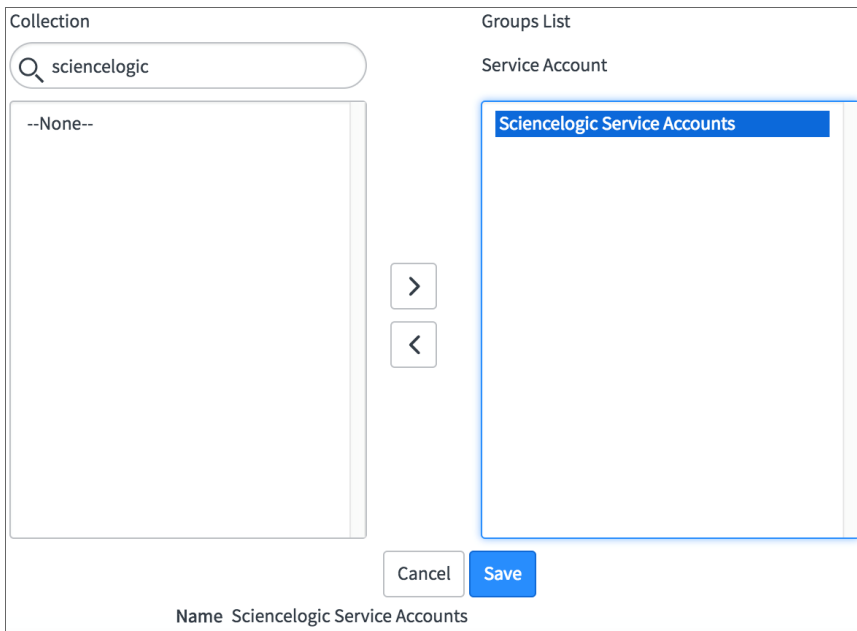 Collection
Groups List
sciencelogic
Service Account
--None--
Sciencelogic Service Accounts
Cancel
Save
Name Sciencelogic Service Accounts